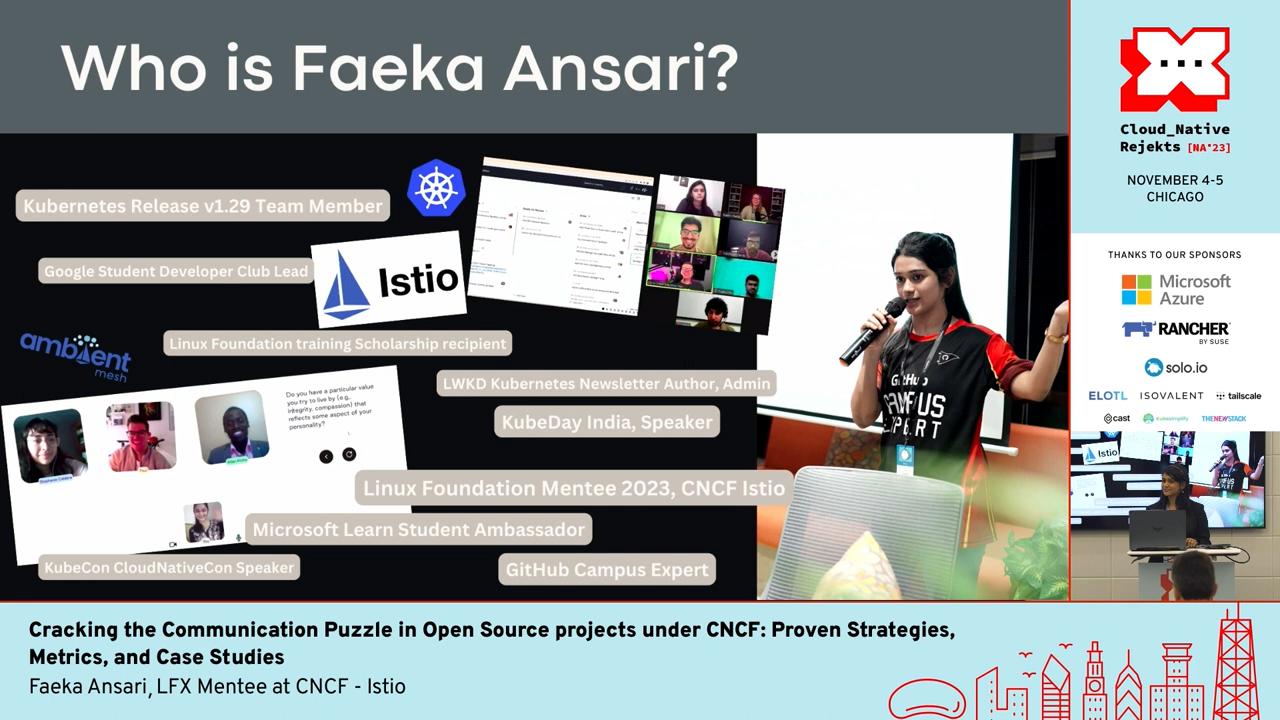 Who is Faeka Ansari?
Kubernetes Release v1.29 Team Member
Google Student Developer Club Lead
Istio
ambient
mesh
Linux Foundation training Scholarship recipient
LWKD Kubernetes Newsletter Author, Admin
KubeDay India, Speaker
Do you have a particular value
you try to live by (e.g.,
integrity, compassion) that
reflects some aspect of your
personality?
Linux Foundation Mentee 2023, CNCF Istio
Microsoft Learn Student Ambassador
KubeCon CloudNativeCon Speaker
GitHub Campus Expert
GitHub
CAMPUS
EXPERT
Cloud_Native
Rejekts [NA'23]
NOVEMBER 4-5
CHICAGO
THANKS TO OUR SPONSORS
Microsoft
Azure
RANCHER
BY SUSE
solo.io
ELOTL ISOVALENT tailscale
cast Kubesimplify THENEWSTACK
Istio
Cracking the Communication Puzzle in Open Source projects under CNCF: Proven Strategies,
Metrics, and Case Studies
Faeka Ansari, LFX Mentee at CNCF - Istio